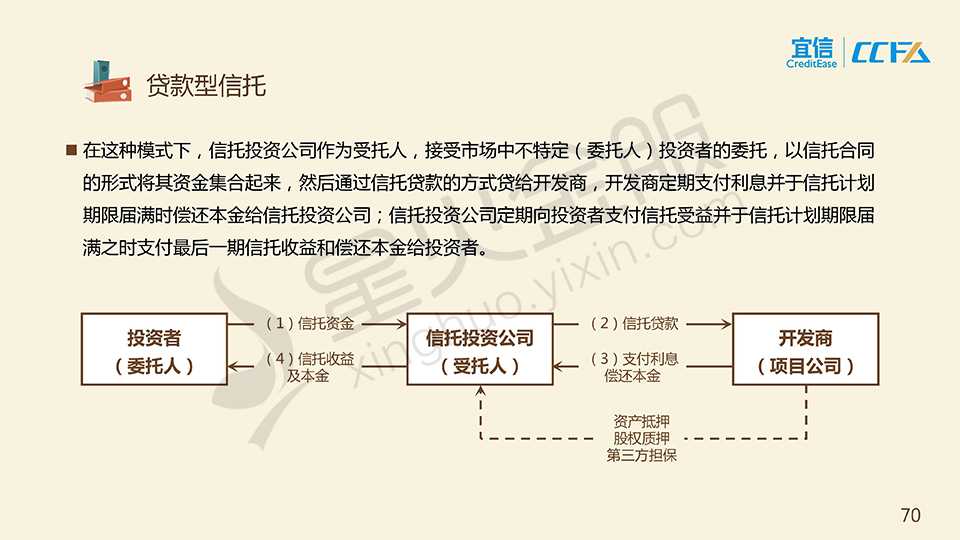 宜信
CreditEase
CCFA
贷款型信托
在这种模式下，信托投资公司作为受托人，接受市场中不特定（委托人）投资者的委托，以信托合同
的形式将其资金集合起来，然后通过信托贷款的方式贷给开发商，开发商定期支付利息并于信托计划
期限届满时偿还本金给信托投资公司；信托投资公司定期向投资者支付信托受益并于信托计划期限届
满之时支付最后一期信托收益和偿还本金给投资者。
星火金服
xinghuo.yixin.com
投资者
（委托人）
（1）信托资金
（4）信托收益
及本金
信托投资公司
（受托人）
（2）信托贷款
（3）支付利息
偿还本金
开发商
（项目公司）
资产抵押
股权质押
第三方担保
70